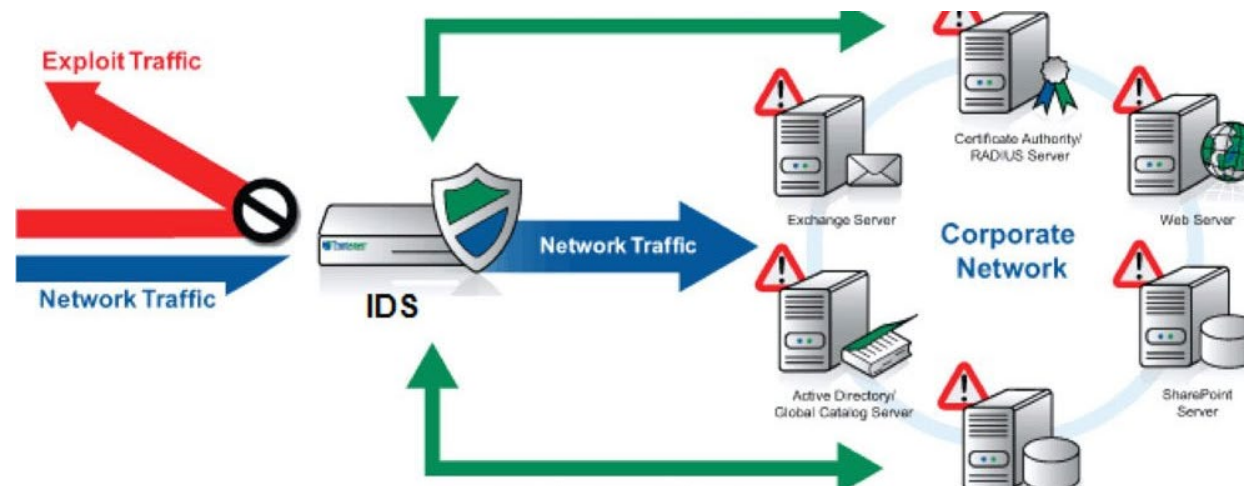 Exploit Traffic
Network Traffic
IDS
Network Traffic
Certificate Authority/
RADIUS Server
Exchange Server
Web Server
Corporate
Network
Active Directory/
Global Catalog Server
SharePoint
Server